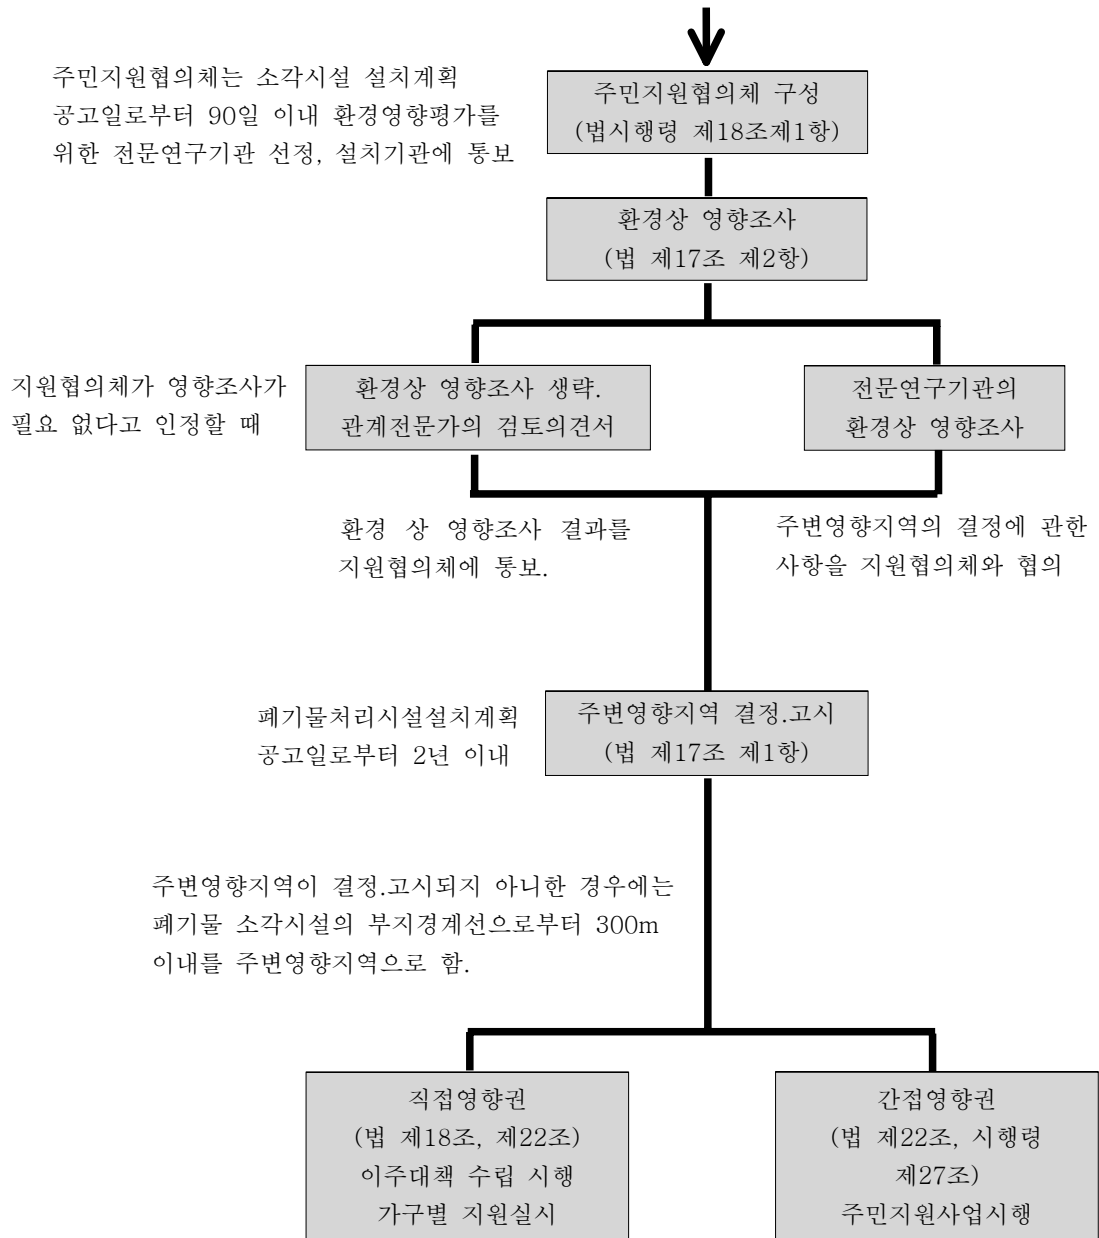 주민지원협의체는 소각시설 설치계획
공고일로부터 90일 이내 환경영향평가를
위한 전문연구기관 선정, 설치기관에 통보
주민지원협의체 구성
(법시행령 제18조제1항)
환경상 영향조사
(법 제17조 제2항)
지원협의체가 영향조사가
필요 없다고 인정할 때
환경상 영향조사 생략.
관계전문가의 검토의견서
전문연구기관의
환경상 영향조사
환경 상 영향조사 결과를
지원협의체에 통보.
주변영향지역의 결정에 관한
사항을 지원협의체와 협의
폐기물처리시설설치계획
공고일로부터 2년 이내
주변영향지역 결정.고시
(법 제17조 제1항)
주변영향지역이 결정.고시되지 아니한 경우에는
폐기물 소각시설의 부지경계선으로부터 300m
이내를 주변영향지역으로 함.
직접영향권
(법 제18조, 제22조)
이주대책 수립 시행
가구별 지원실시
간접영향권
(법 제22조, 시행령
제27조)
주민지원사업시행